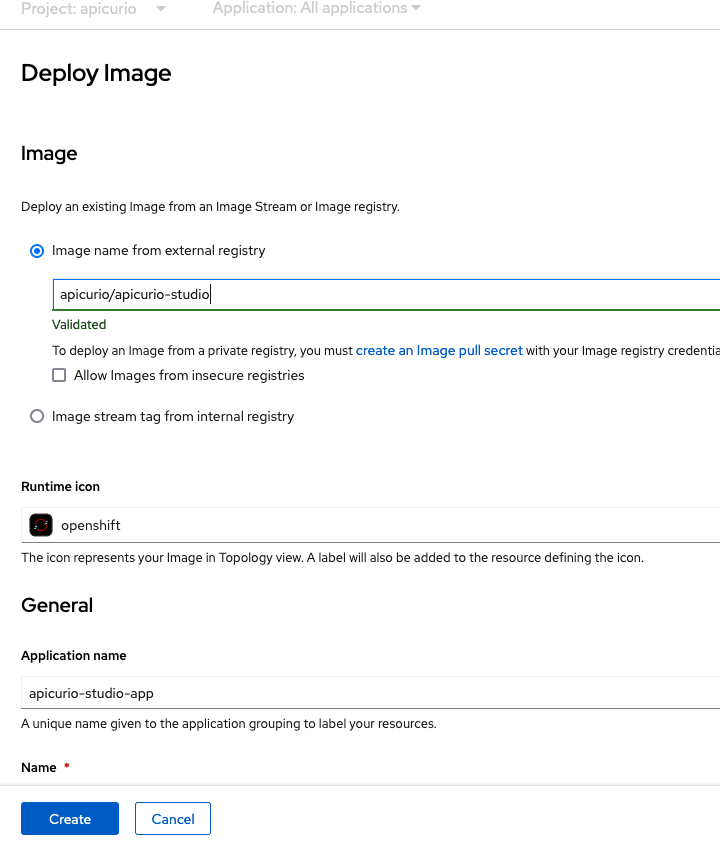 Project: apicurio
Application: All applications
Deploy Image
Image
Deploy an existing Image from an Image Stream or Image registry.
Image name from external registry
apicurio/apicurio-studio
Validated
To deploy an Image from a private registry, you must create an Image pull secret with your Image registry credentia
Allow Images from insecure registries
Image stream tag from internal registry
Runtime icon
openshift
The icon represents your Image in Topology view. A label will also be added to the resource defining the icon.
General
Application name
apicurio-studio-app
A unique name given to the application grouping to label your resources.
Name *
Create
Cancel